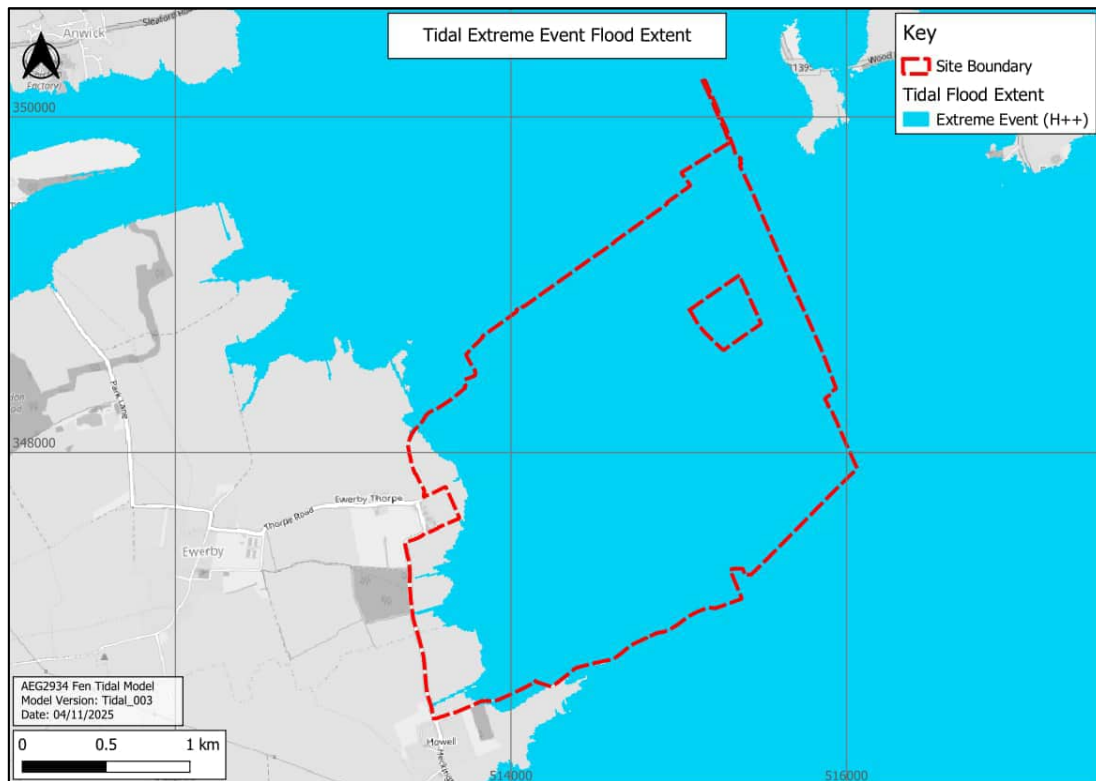 Tidal Extreme Event Flood Extent
Key
Site Boundary
Tidal Flood Extent
Extreme Event (H++)
Anwick
Sleaford
Factory
350000
348000
Park Lane
Ewerby Thorpe
Thorpe Road
Ewerby
Howell
514000
516000
AEG2934 Fen Tidal Model
Model Version: Tidal_003
Date: 04/11/2025
0 0.5 1 km